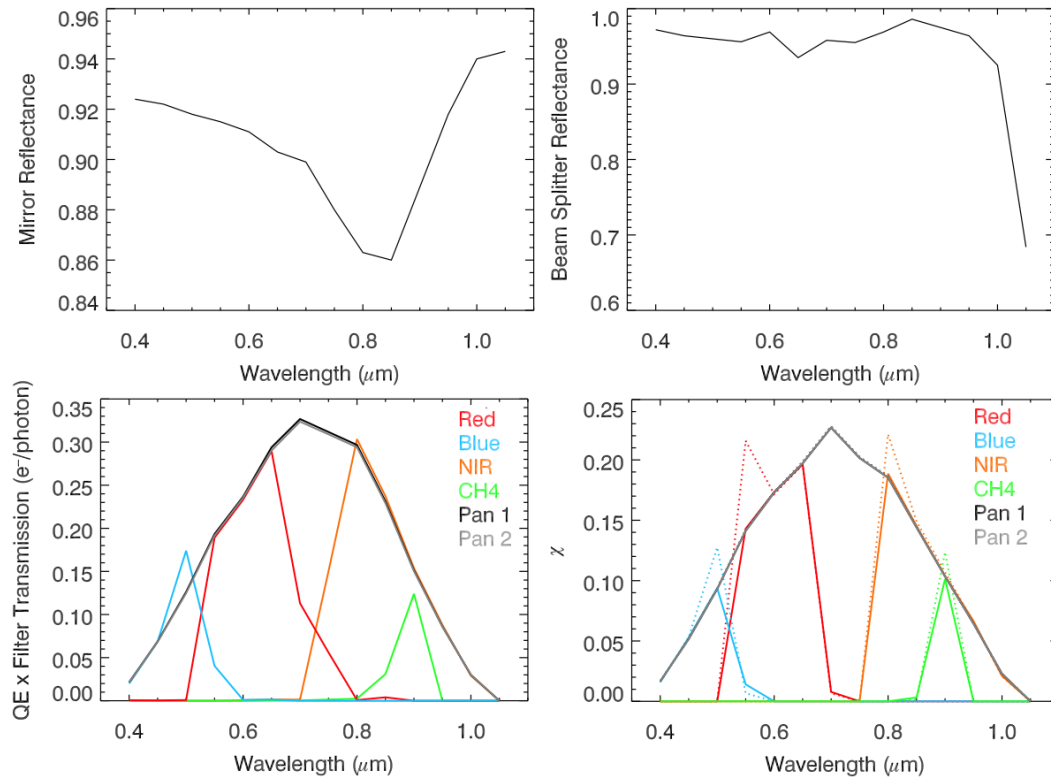 0.96
0.94
0.92
0.90
0.88
0.86
0.84
Mirror Reflectance
0.4 0.6 0.8 1.0
Wavelength (μm)
1.0
0.9
0.8
0.7
0.6
Beam Splitter Reflectance
0.4 0.6 0.8 1.0
Wavelength (μm)
0.35
0.30
0.25
0.20
0.15
0.10
0.05
0.00
QE x Filter Transmission (e⁻/photon)
Red
Blue
NIR
CH4
Pan 1
Pan 2
0.4 0.6 0.8 1.0
Wavelength (μm)
0.25
0.20
0.15
0.10
0.05
0.00
χ
Red
Blue
NIR
CH4
Pan 1
Pan 2
0.4 0.6 0.8 1.0
Wavelength (μm)